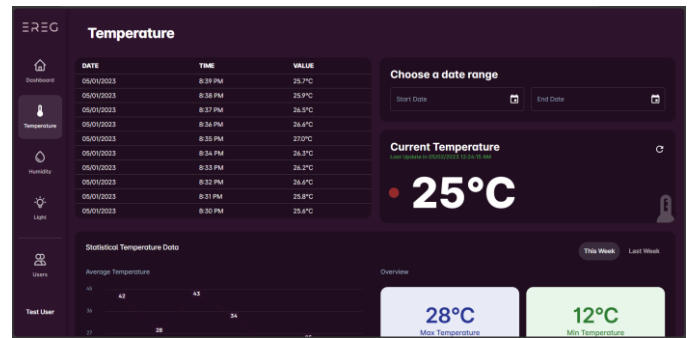 EREG
Temperature
Dashboard
Temperature
Humidity
Light
Users
Test User
DATE TIME VALUE
05/01/2023 8:39 PM 25.7°C
05/01/2023 8:38 PM 25.9°C
05/01/2023 8:37 PM 26.5°C
05/01/2023 8:36 PM 26.6°C
05/01/2023 8:35 PM 27.0°C
05/01/2023 8:34 PM 26.3°C
05/01/2023 8:33 PM 26.2°C
05/01/2023 8:32 PM 26.6°C
05/01/2023 8:31 PM 25.8°C
05/01/2023 8:30 PM 25.6°C
Choose a date range
Start Date End Date
Current Temperature
Last Update in 05/02/2023 12:24:15 AM
25°C
Statistical Temperature Data
This Week Last Week
Average Temperature
45
42 43
36
34
27
28
Overview
28°C
Max Temperature
12°C
Min Temperature